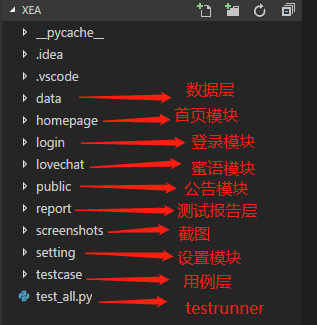 XEA
__pycache__
.idea
.vscode
data 数据层
homepage 首页模块
login 登录模块
lovechat 蜜语模块
public 公告模块
report 测试报告层
screenshots 截图
setting 设置模块
testcase 用例层
test_all.py testrunner